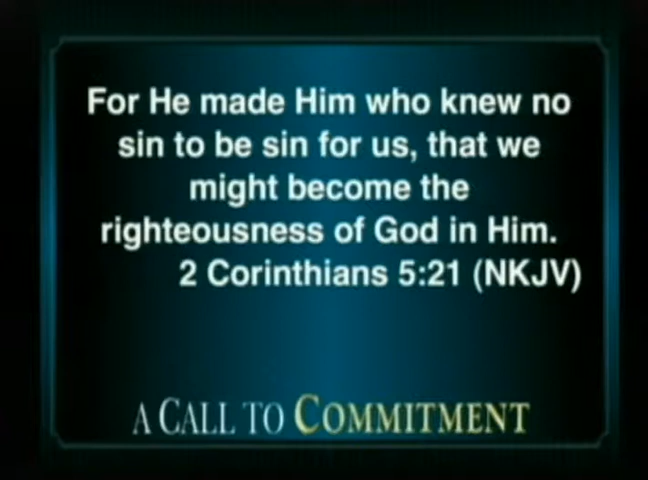 For He made Him who knew no
sin to be sin for us, that we
might become the
righteousness of God in Him.
2 Corinthians 5:21 (NKJV)
A CALL TO COMMITMENT